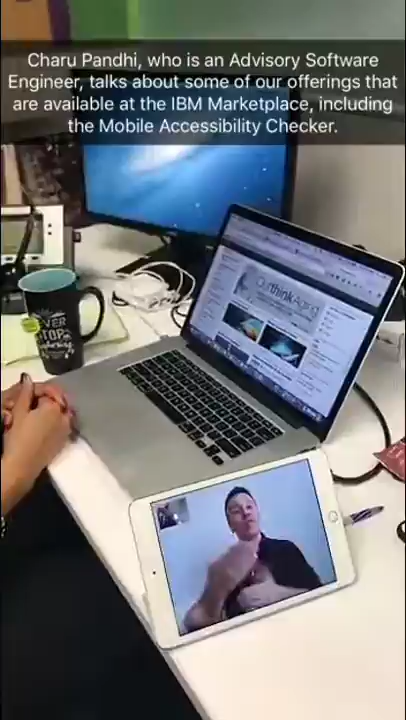 Charu Pandhi, who is an Advisory Software
Engineer, talks about some of our offerings that
are available at the IBM Marketplace, including
the Mobile Accessibility Checker.
OuthinkAging